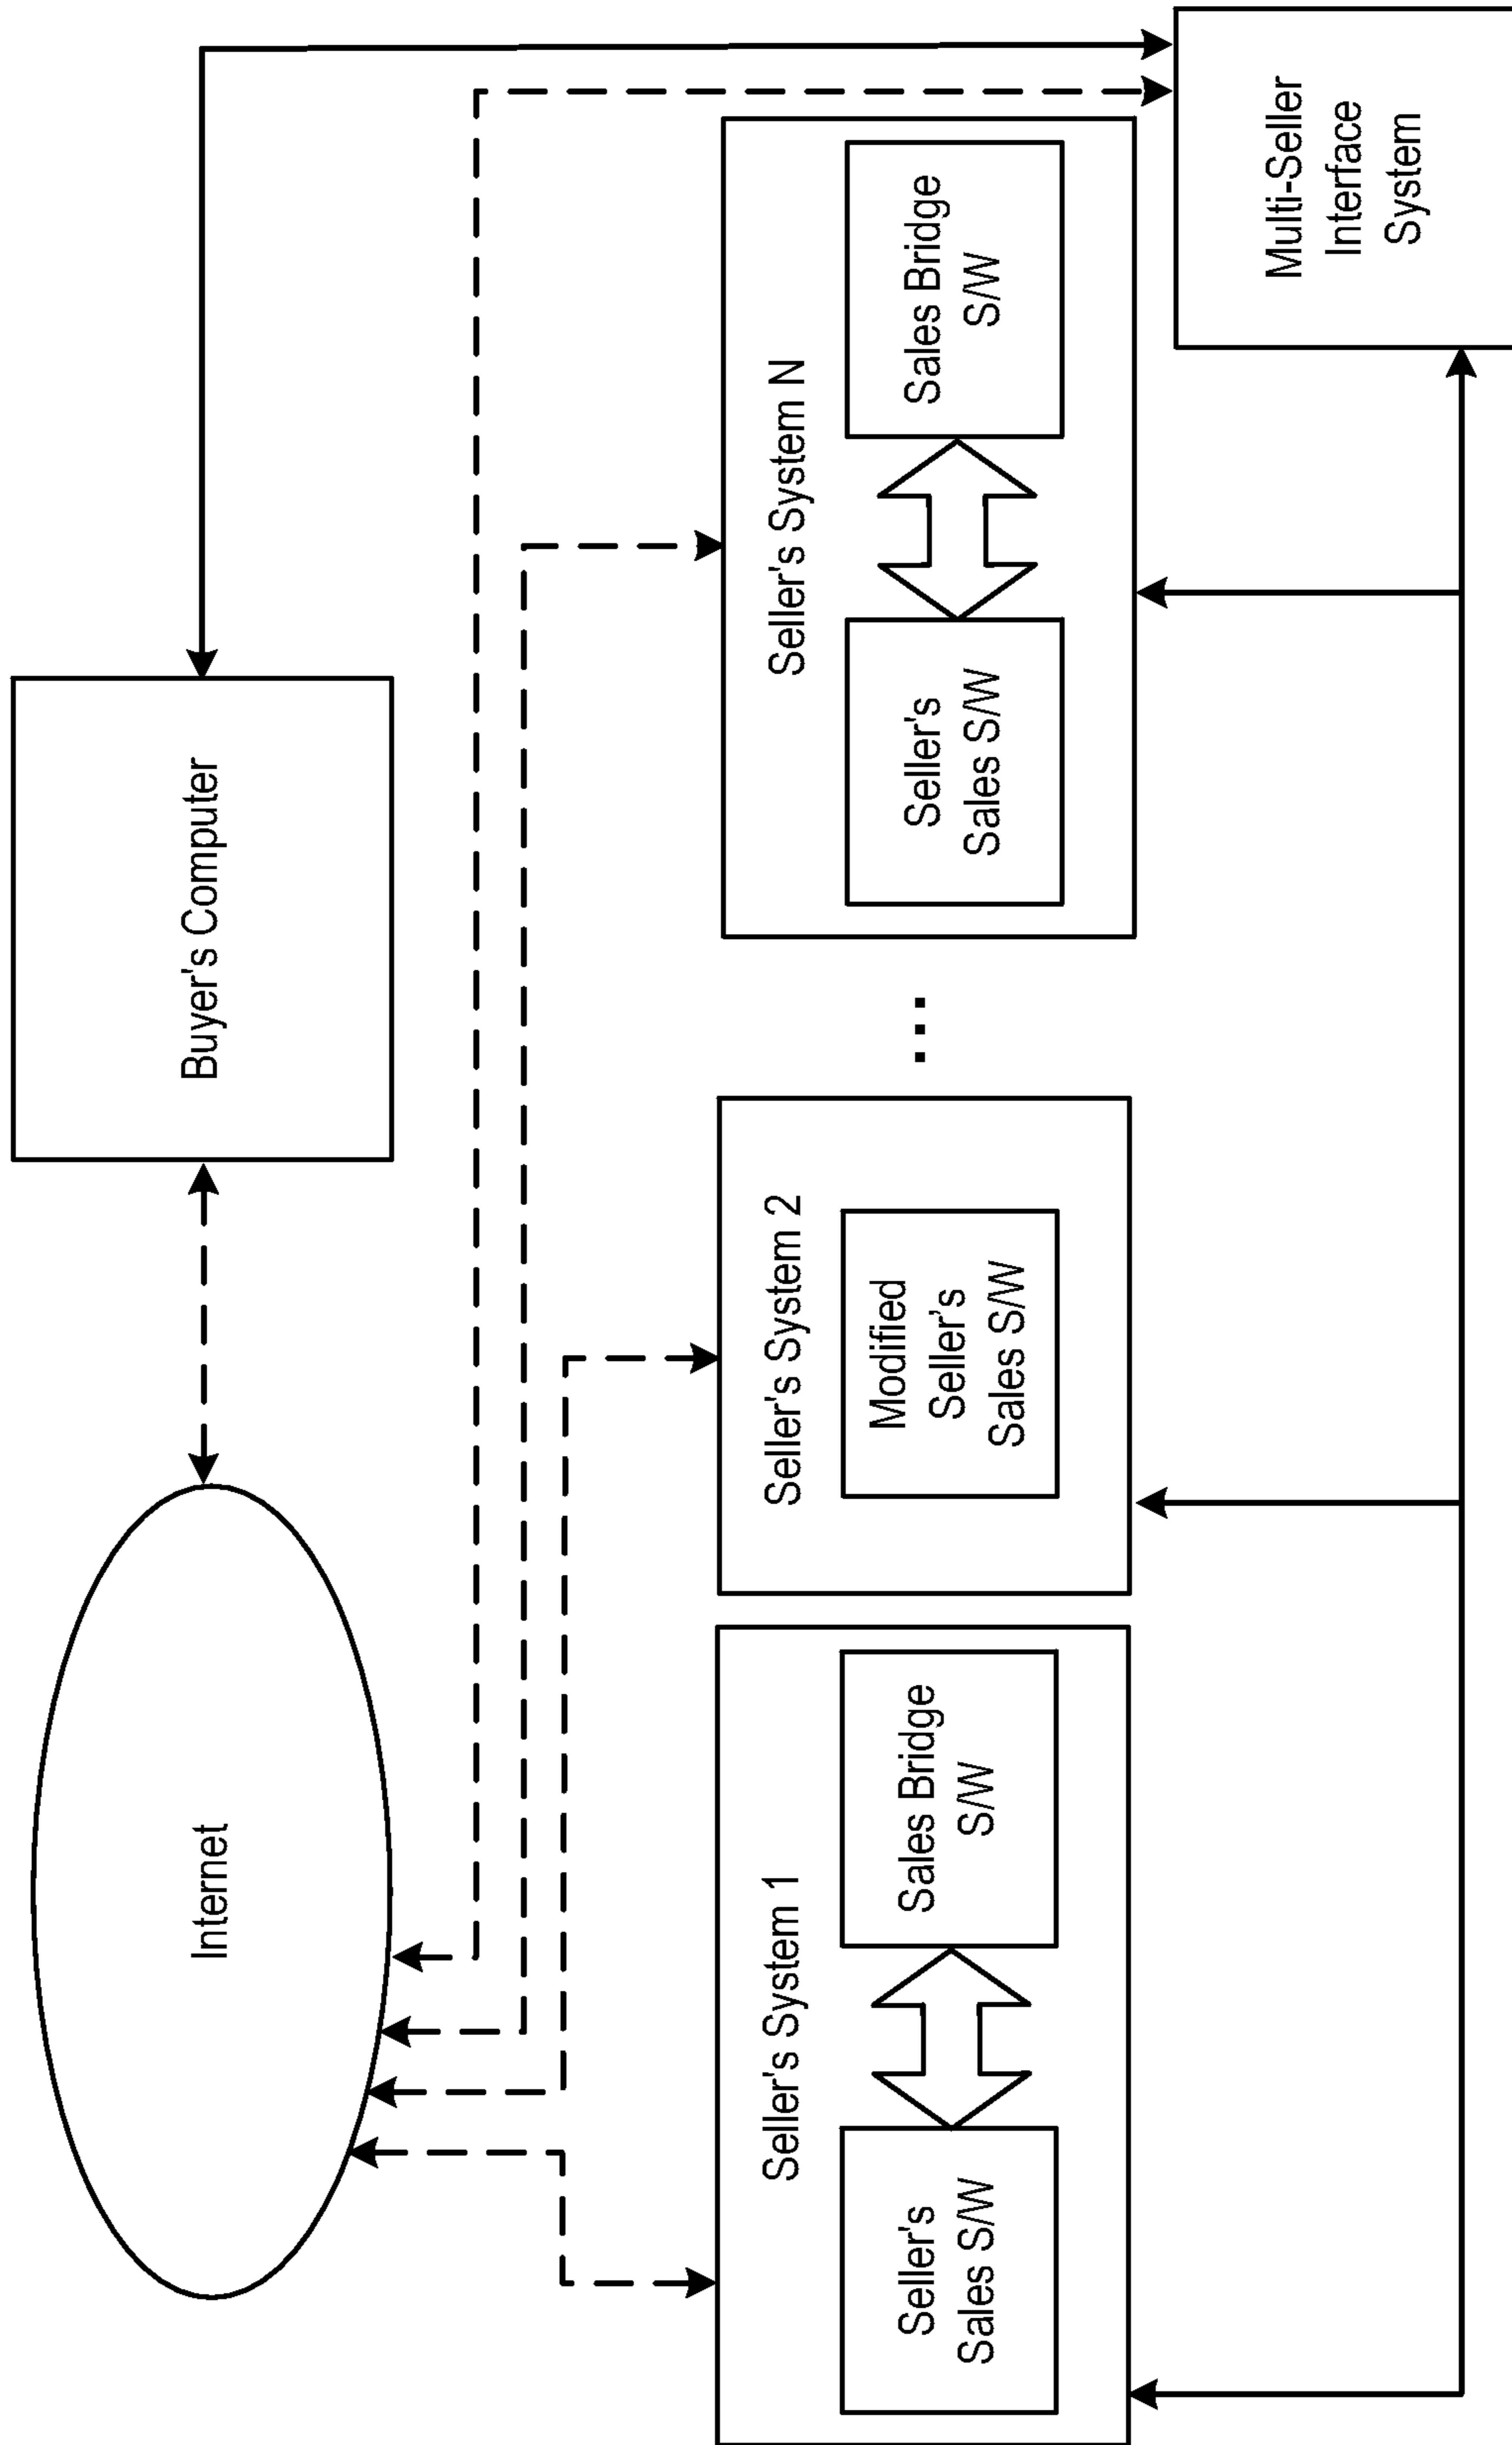 Internet
Buyer's Computer
Seller's System 1
Seller's
Sales S/W
Sales Bridge
S/W
Seller's System 2
Modified
Seller's
Sales S/W
...
Seller's System N
Seller's
Sales S/W
Sales Bridge
S/W
Multi-Seller
Interface
System